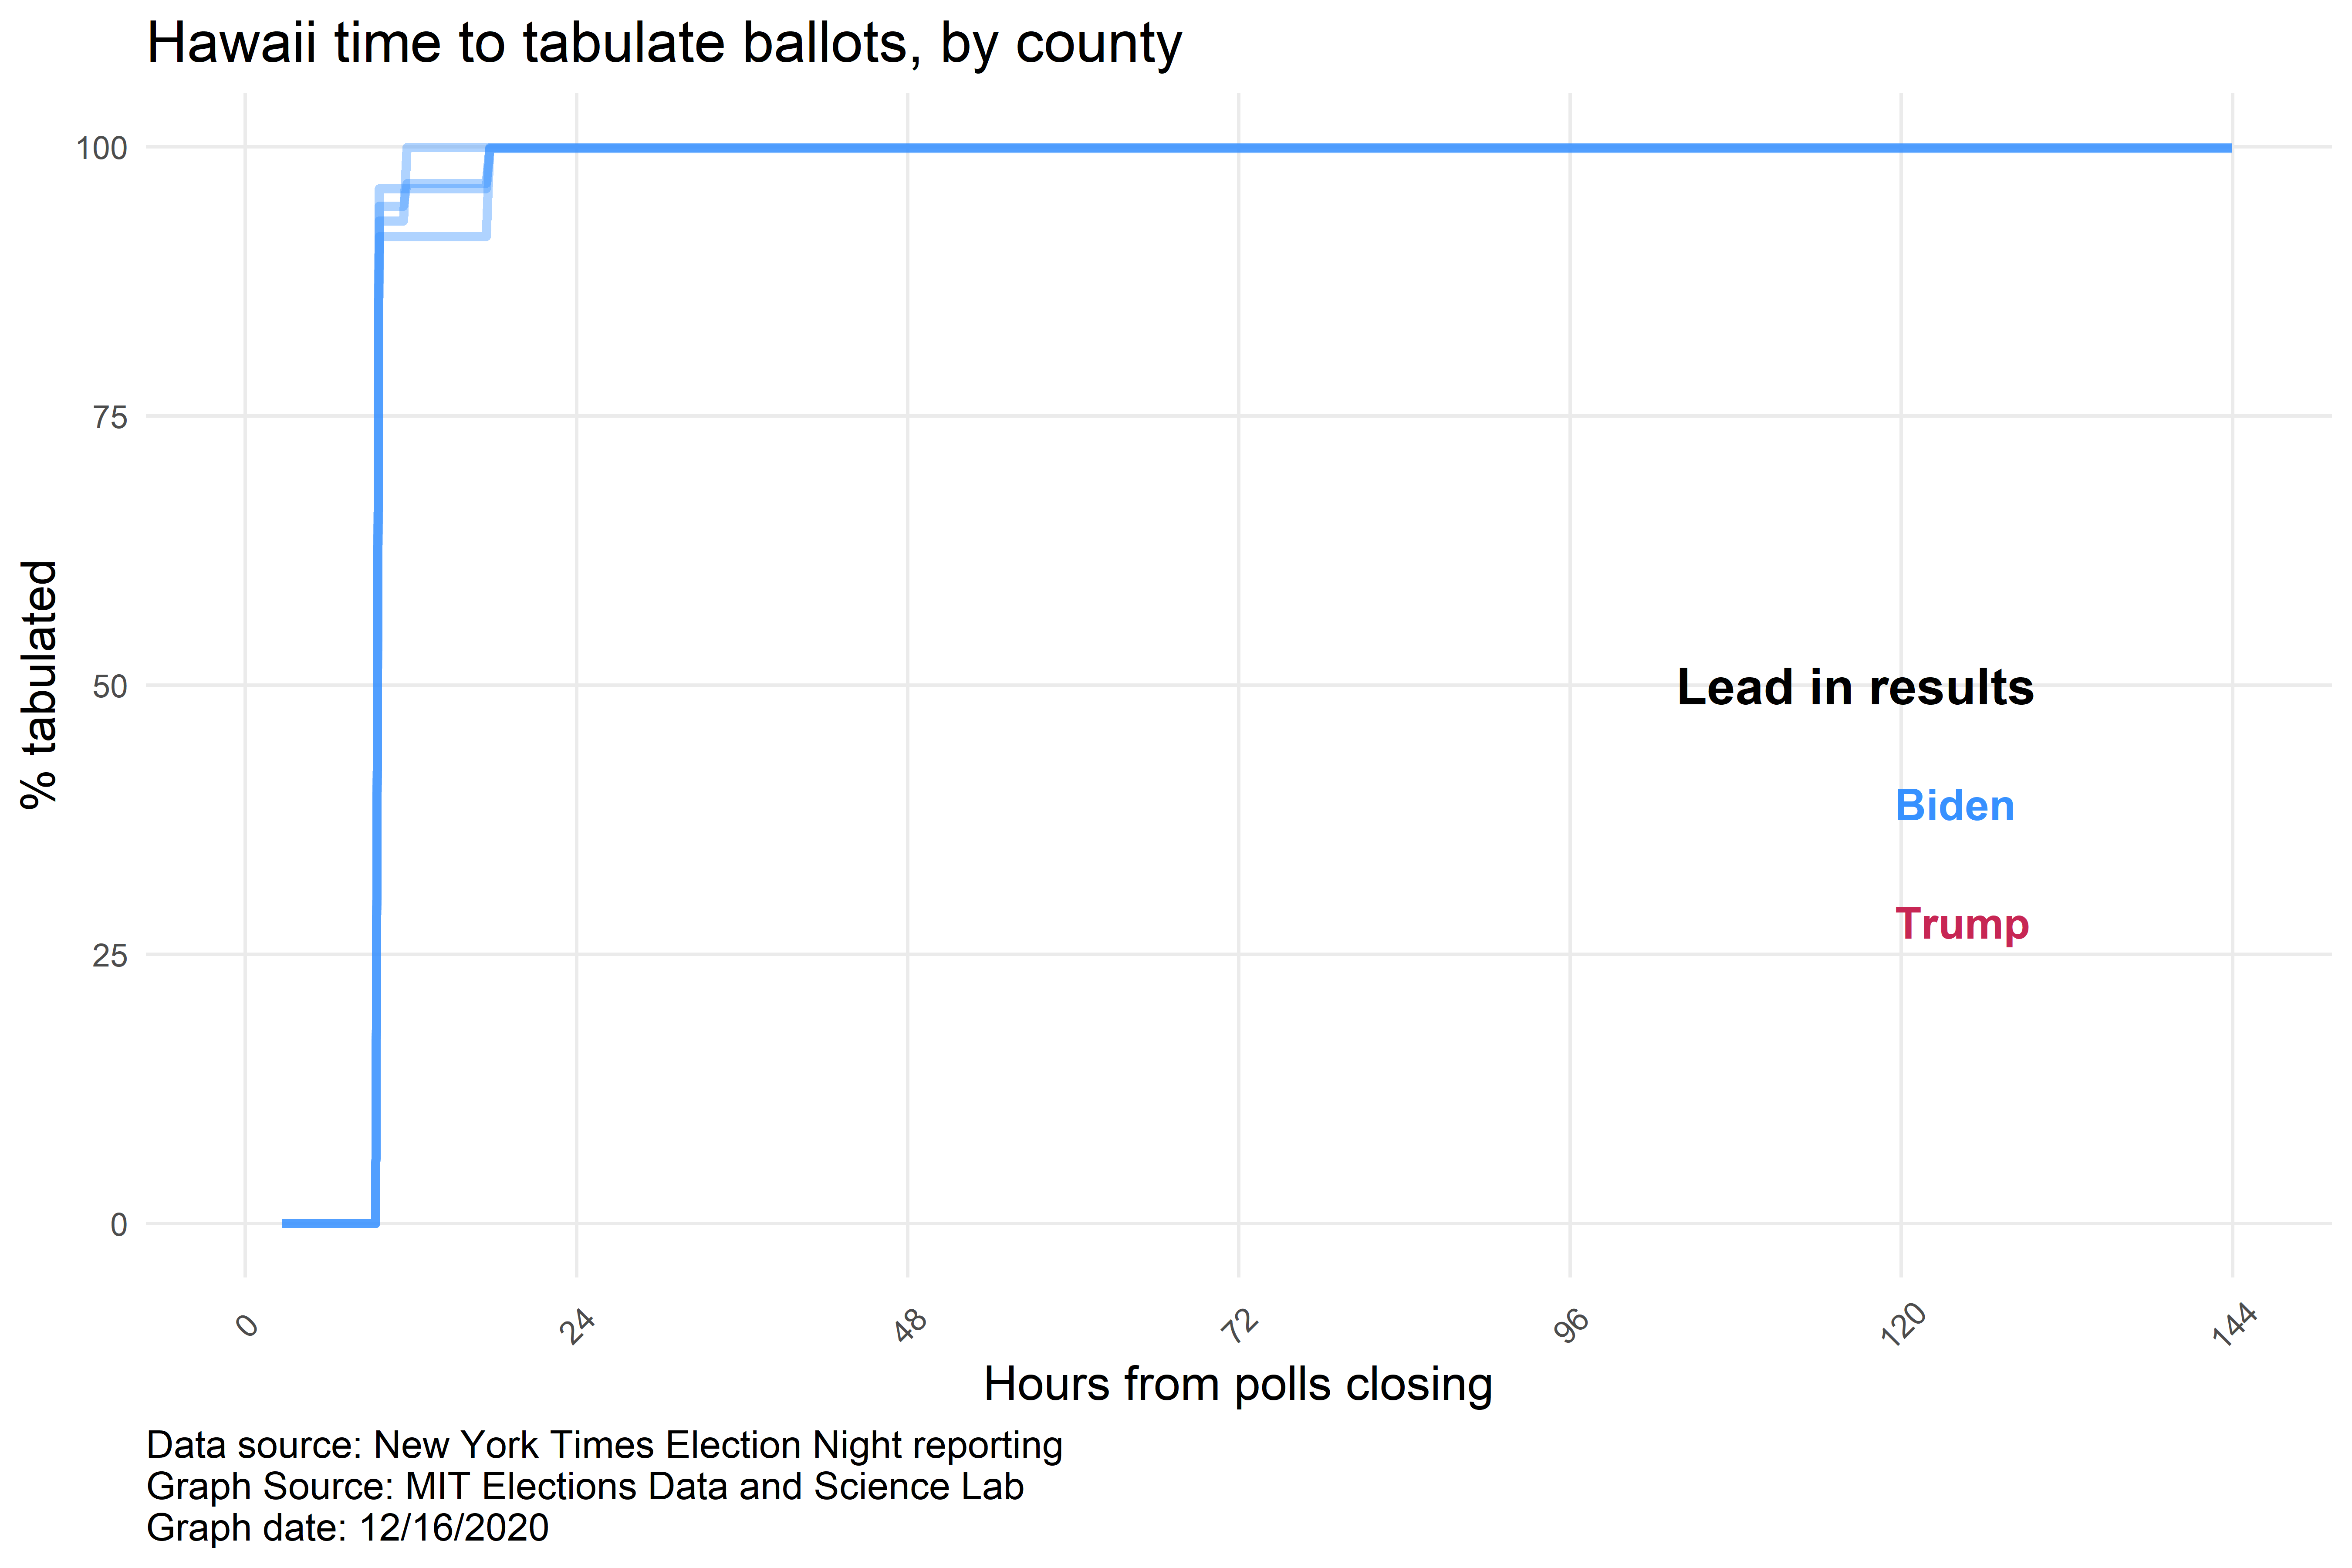 Hawaii time to tabulate ballots, by county
100
75
50
25
0
% tabulated
Lead in results
Biden
Trump
0
24
48
72
96
120
144
Hours from polls closing
Data source: New York Times Election Night reporting
Graph Source: MIT Elections Data and Science Lab
Graph date: 12/16/2020